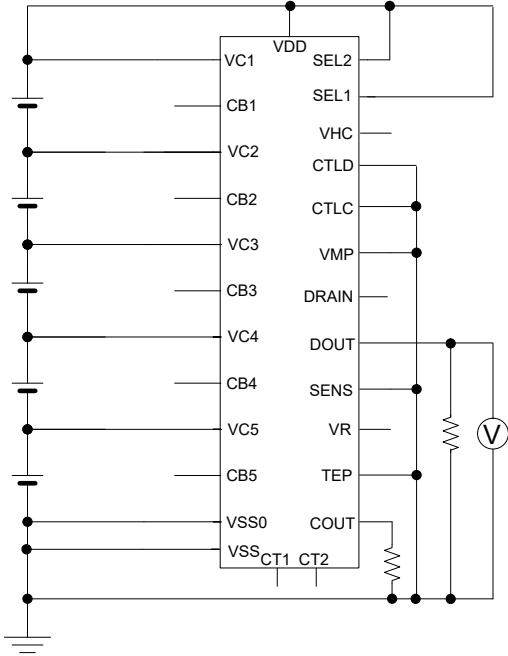 VDD
VC1
CB1
VC2
CB2
VC3
CB3
VC4
CB4
VC5
CB5
VSS0
VSS
CT1 CT2
SEL2
SEL1
VHC
CTLD
CTLC
VMP
DRAIN
DOUT
SENS
VR
TEP
COUT
V